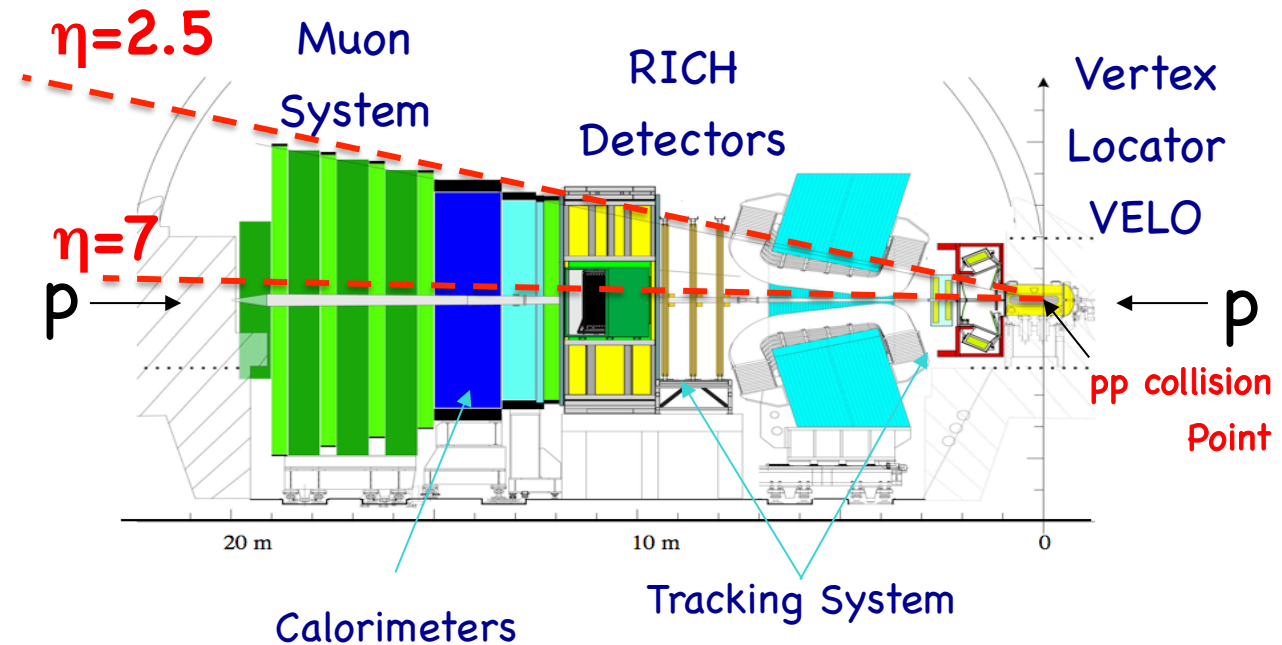 η=2.5
Muon
System
RICH
Detectors
Vertex
Locator
VELO
η=7
p
p
pp collision
Point
20 m
10 m
0
Tracking System
Calorimeters